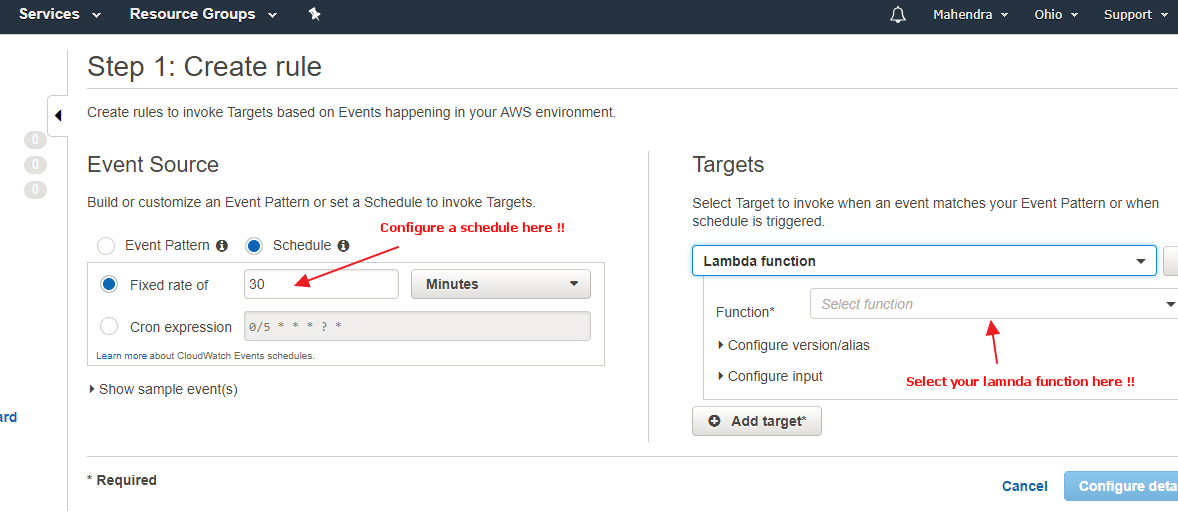 Services Resource Groups Mahendra Ohio Support
Step 1: Create rule
Create rules to invoke Targets based on Events happening in your AWS environment.
0
0
0
Event Source
Build or customize an Event Pattern or set a Schedule to invoke Targets.
Configure a schedule here !!
Event Pattern Schedule
Fixed rate of 30 Minutes
Cron expression 0/5 * * * ? *
Learn more about CloudWatch Events schedules.
Show sample event(s)
ard
Targets
Select Target to invoke when an event matches your Event Pattern or when
schedule is triggered.
Lambda function
Function* Select function
Configure version/alias
Configure input
Select your lamnda function here !!
Add target*
* Required
Cancel Configure deta